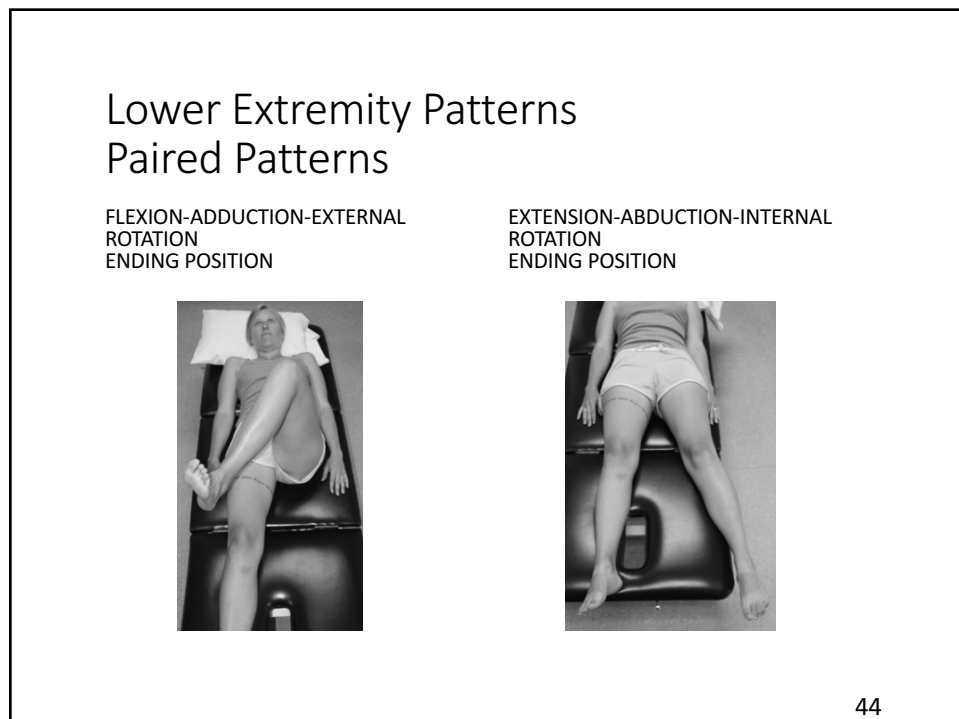 Lower Extremity Patterns
Paired Patterns
FLEXION-ADDUCTION-EXTERNAL
ROTATION
ENDING POSITION
EXTENSION-ABDUCTION-INTERNAL
ROTATION
ENDING POSITION
44